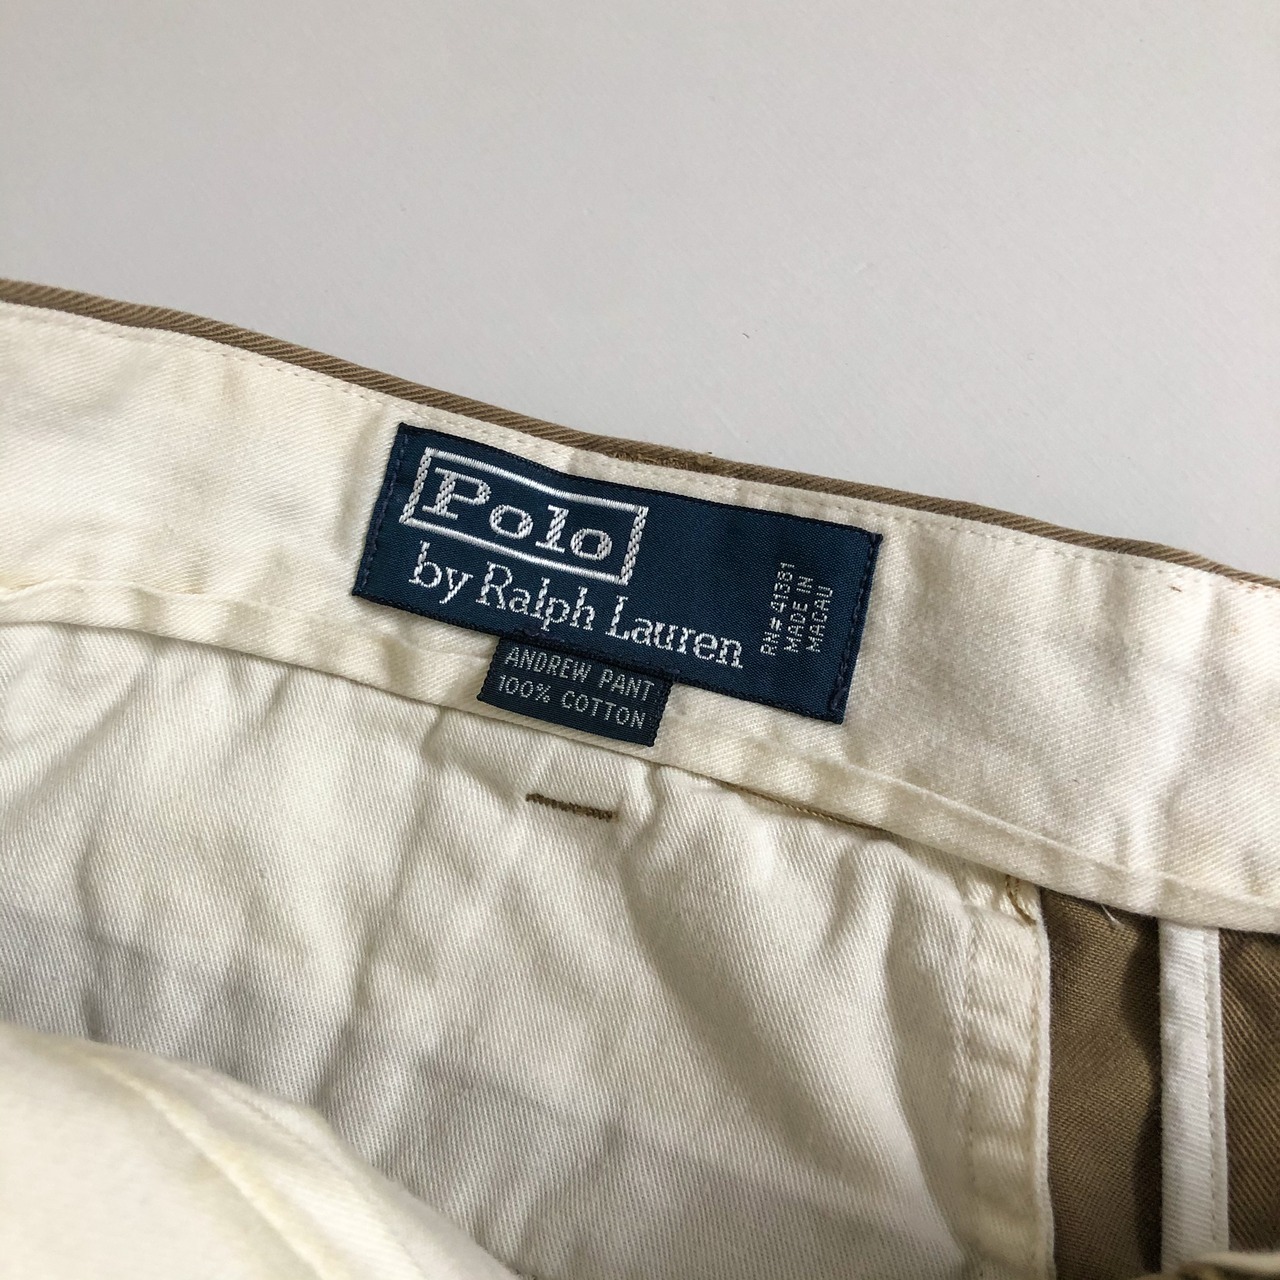 Polo
by Ralph Lauren
RN# 41381
MADE IN
MACAU
ANDREW PANT
100% COTTON